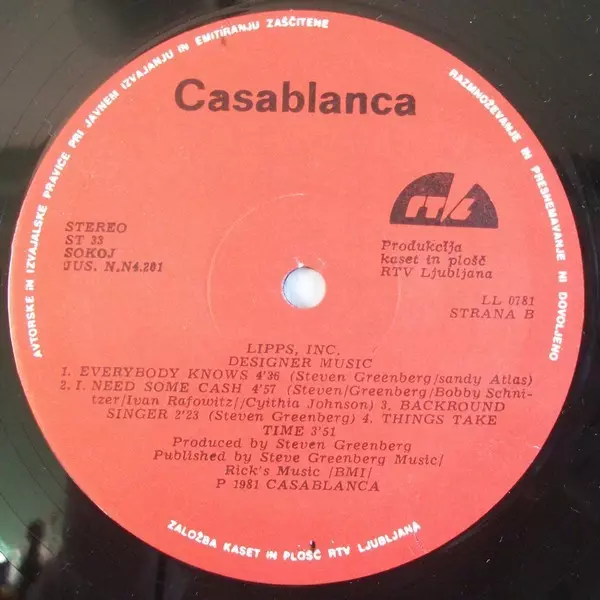 AVTORSKE IN IZVAJALSKE PRAVICE PRI JAVNEM IZVAJANJU IN EMITIRANJU ZAŠČITENE
RAZMNOŽEVANJE IN PRESNEMAVANJE NI DOVOLJENO
Casablanca
RTVL
STEREO
ST 33
SOKOJ
JUS. N.N4.201
Produkcija
kaset in plošč
RTV Ljubljana
LL 0781
STRANA B
LIPPS, INC.
DESIGNER MUSIC
1. EVERYBODY KNOWS 4'36 (Steven Greenberg/sandy Atlas)
2. I. NEED SOME CASH 4'57 (Steven/Greenberg/Bobby Schni-
tzer/Ivan Rafowitz//Cyithia Johnson) 3. BACKROUND
SINGER 2'23 (Steven Greenberg) 4. THINGS TAKE
TIME 3'51
Produced by Steven Greenberg
Published by Steve Greenberg Music/
Rick's Music /BMI/
P 1981 CASABLANCA
ZALOŽBA KASET IN PLOŠČ RTV LJUBLJANA